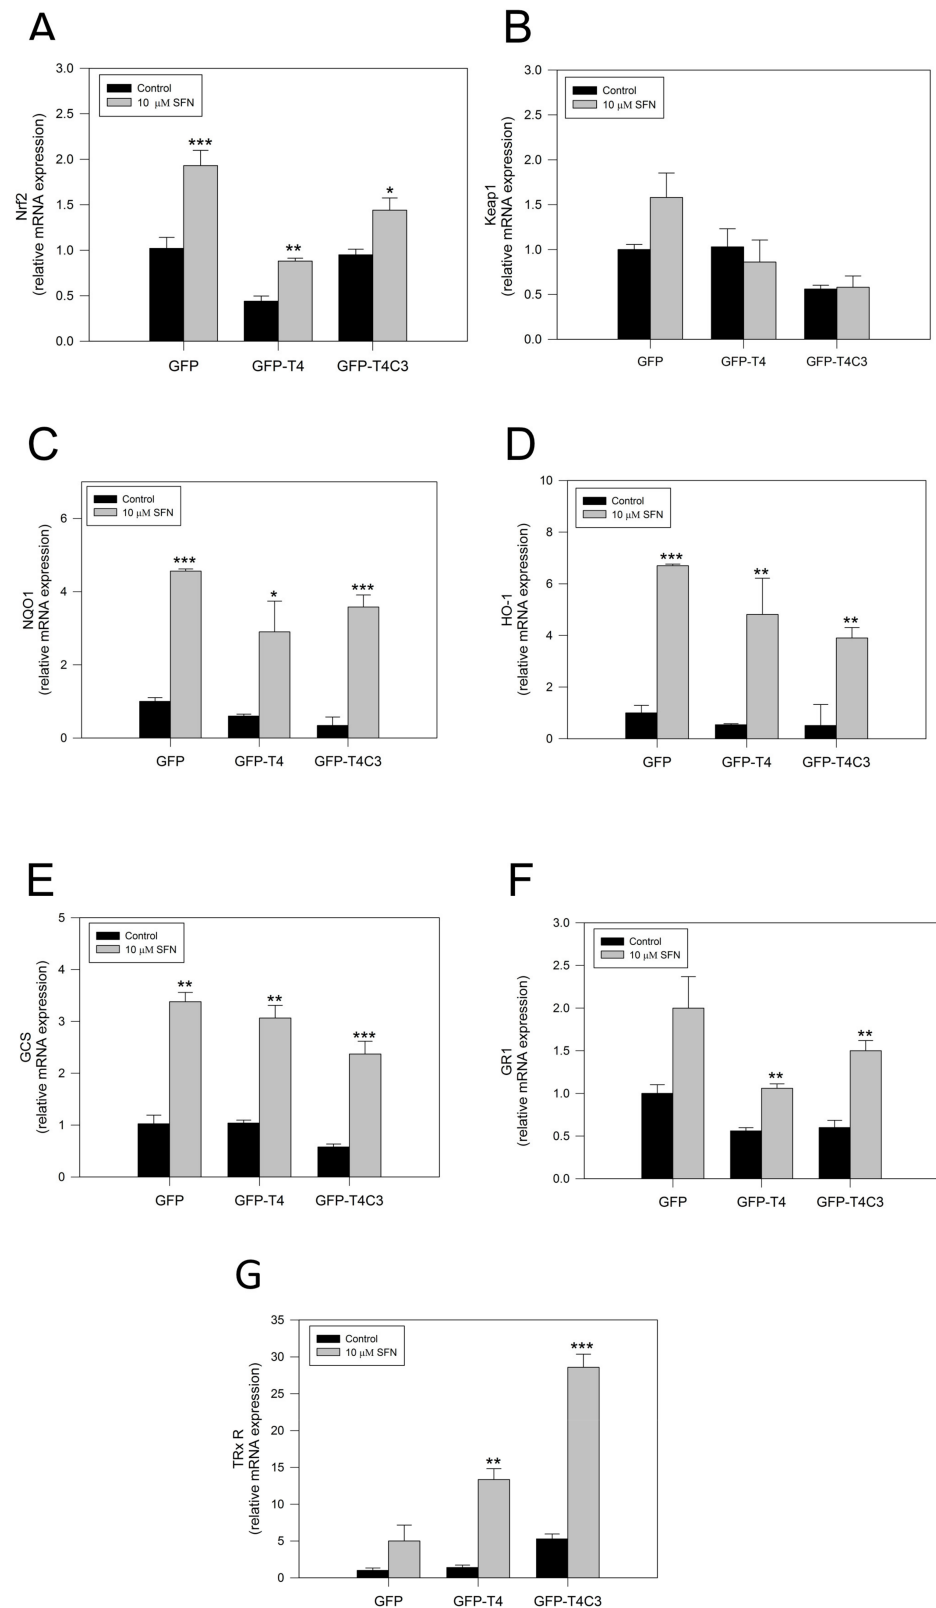 A
Nrf2
(relative mRNA expression)
3.0
2.5
2.0
1.5
1.0
0.5
0.0
Control
10 μM SFN
***
**
*
GFP
GFP-T4
GFP-T4C3
B
Keap1
(relative mRNA expression)
3.0
2.5
2.0
1.5
1.0
0.5
0.0
Control
10 μM SFN
GFP
GFP-T4
GFP-T4C3
C
NQO1
(relative mRNA expression)
6
4
2
0
Control
10 μM SFN
***
*
***
GFP
GFP-T4
GFP-T4C3
D
HO-1
(relative mRNA expression)
10
8
6
4
2
0
Control
10 μM SFN
***
**
**
GFP
GFP-T4
GFP-T4C3
E
GCS
(relative mRNA expression)
5
4
3
2
1
0
Control
10 μM SFN
**
**
***
GFP
GFP-T4
GFP-T4C3
F
GR1
(relative mRNA expression)
3.0
2.5
2.0
1.5
1.0
0.5
0.0
Control
10 μM SFN
**
**
GFP
GFP-T4
GFP-T4C3
G
TRx R
(relative mRNA expression)
35
30
25
20
15
10
5
0
Control
10 μM SFN
**
***
GFP
GFP-T4
GFP-T4C3